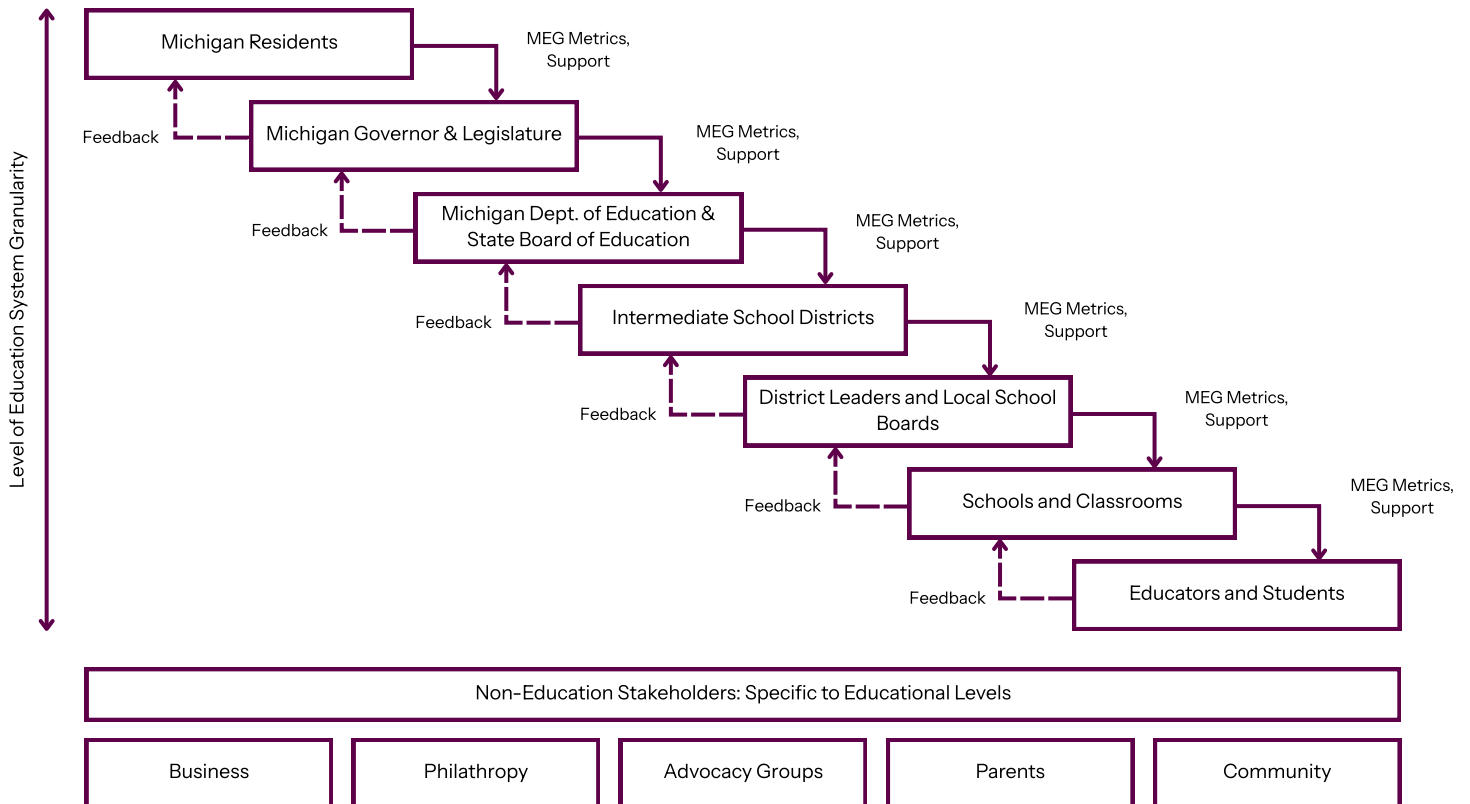 Michigan Residents
MEG Metrics,
Support
Feedback
Michigan Governor & Legislature
MEG Metrics,
Support
Feedback
Michigan Dept. of Education &
State Board of Education
MEG Metrics,
Support
Feedback
Intermediate School Districts
MEG Metrics,
Support
Feedback
District Leaders and Local School
Boards
MEG Metrics,
Support
Feedback
Schools and Classrooms
MEG Metrics,
Support
Feedback
Educators and Students
Level of Education System Granularity
Non-Education Stakeholders: Specific to Educational Levels
Business
Philathropy
Advocacy Groups
Parents
Community